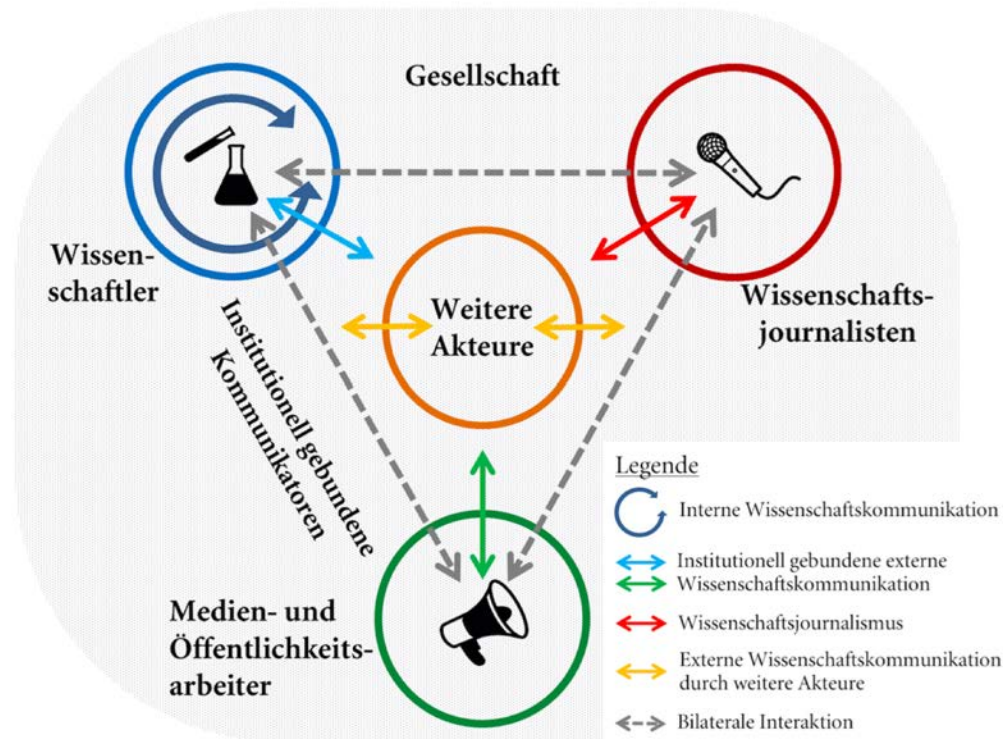 Gesellschaft
Wissen-
schaftler
Wissenschafts-
journalisten
Weitere
Akteure
Institutionell gebundene
Kommunikatoren
Medien- und
Öffentlichkeits-
arbeiter
Legende
Interne Wissenschaftskommunikation
Institutionell gebundene externe
Wissenschaftskommunikation
Wissenschaftsjournalismus
Externe Wissenschaftskommunikation
durch weitere Akteure
Bilaterale Interaktion